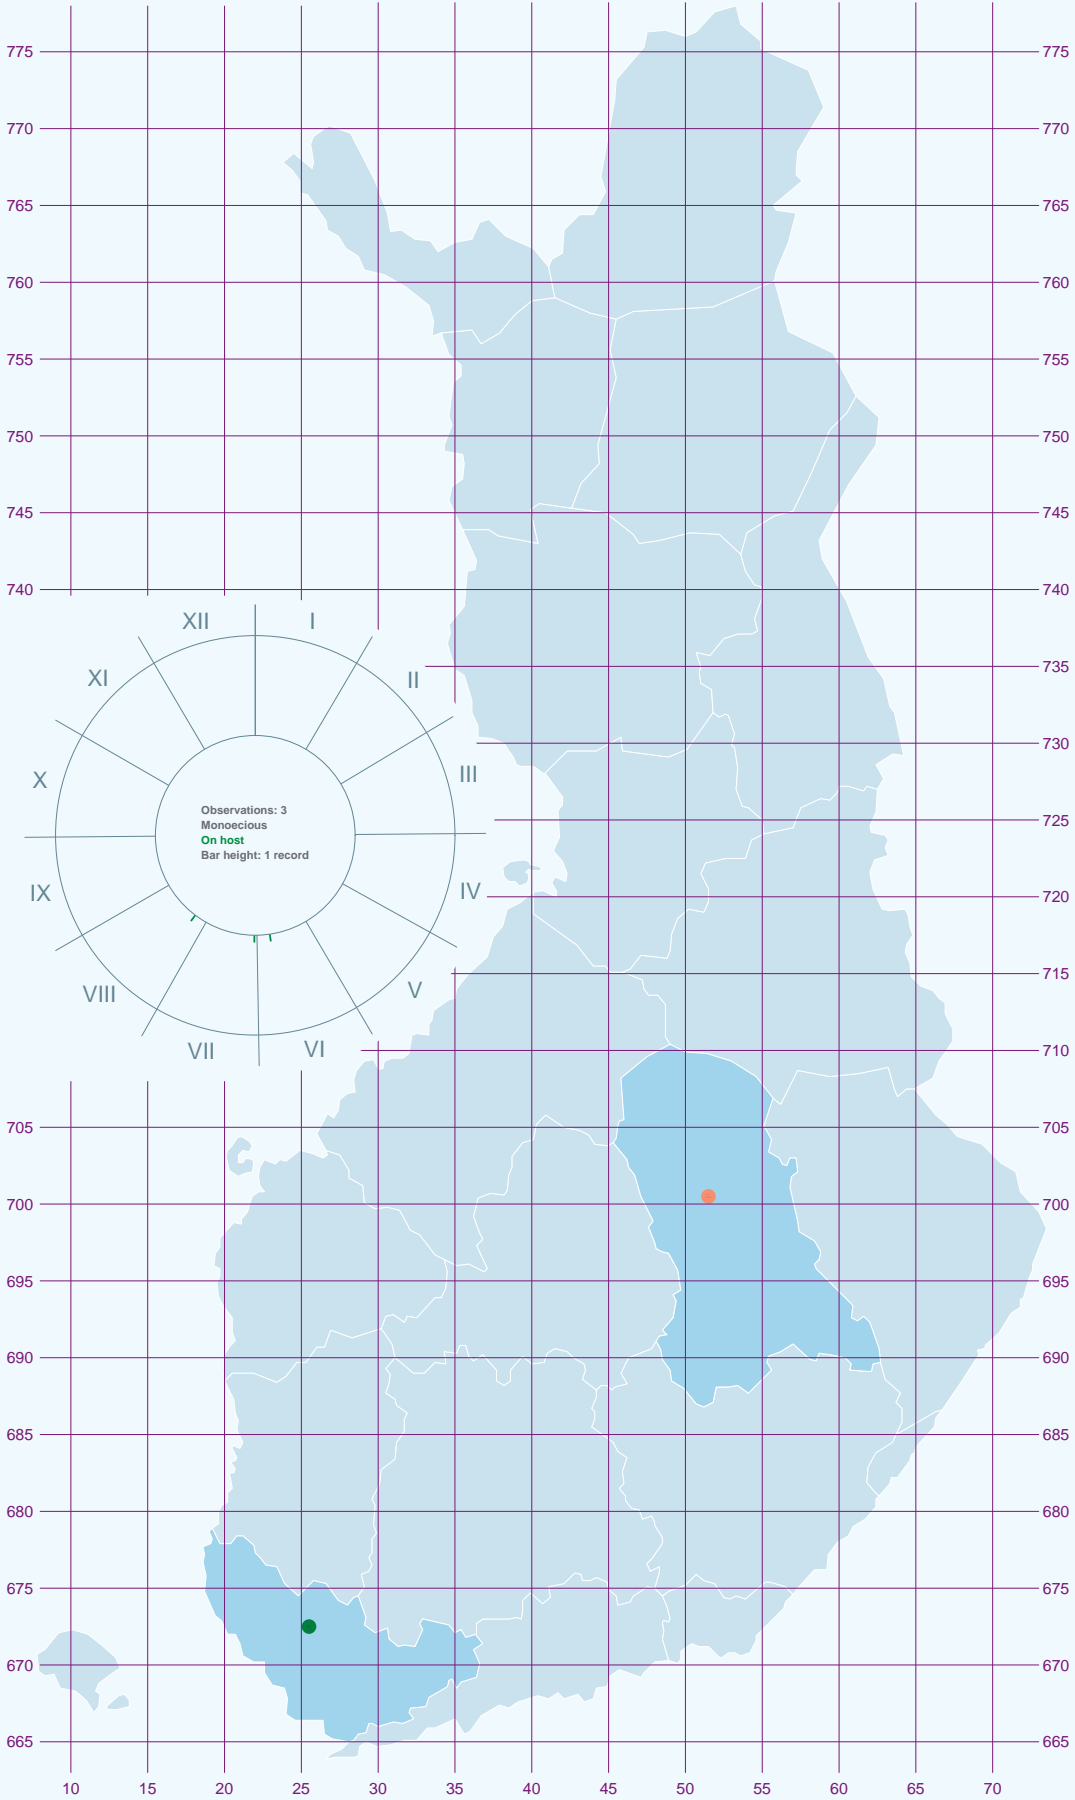 775 775
770 770
765 765
760 760
755 755
750 750
745 745
740 740
XII I
XI II
735
730
X III
Observations: 3
Monoecious
On host
Bar height: 1 record
725
IX IV
720
715
VIII V
VII VI
710
705 705
700 700
695 695
690 690
685 685
680 680
675 675
670 670
665 665
10 15 20 25 30 35 40 45 50 55 60 65 70